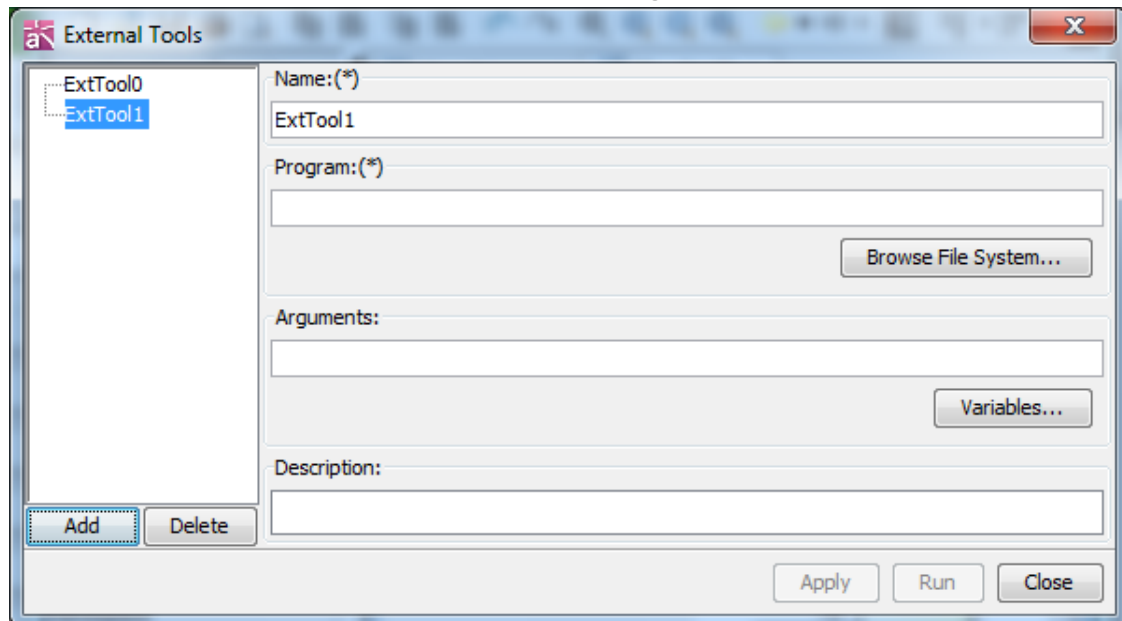 External Tools
ExtTool0
ExtTool1
Name:(*)
ExtTool1
Program:(*)
Browse File System...
Arguments:
Variables...
Description:
Add Delete
Apply Run Close